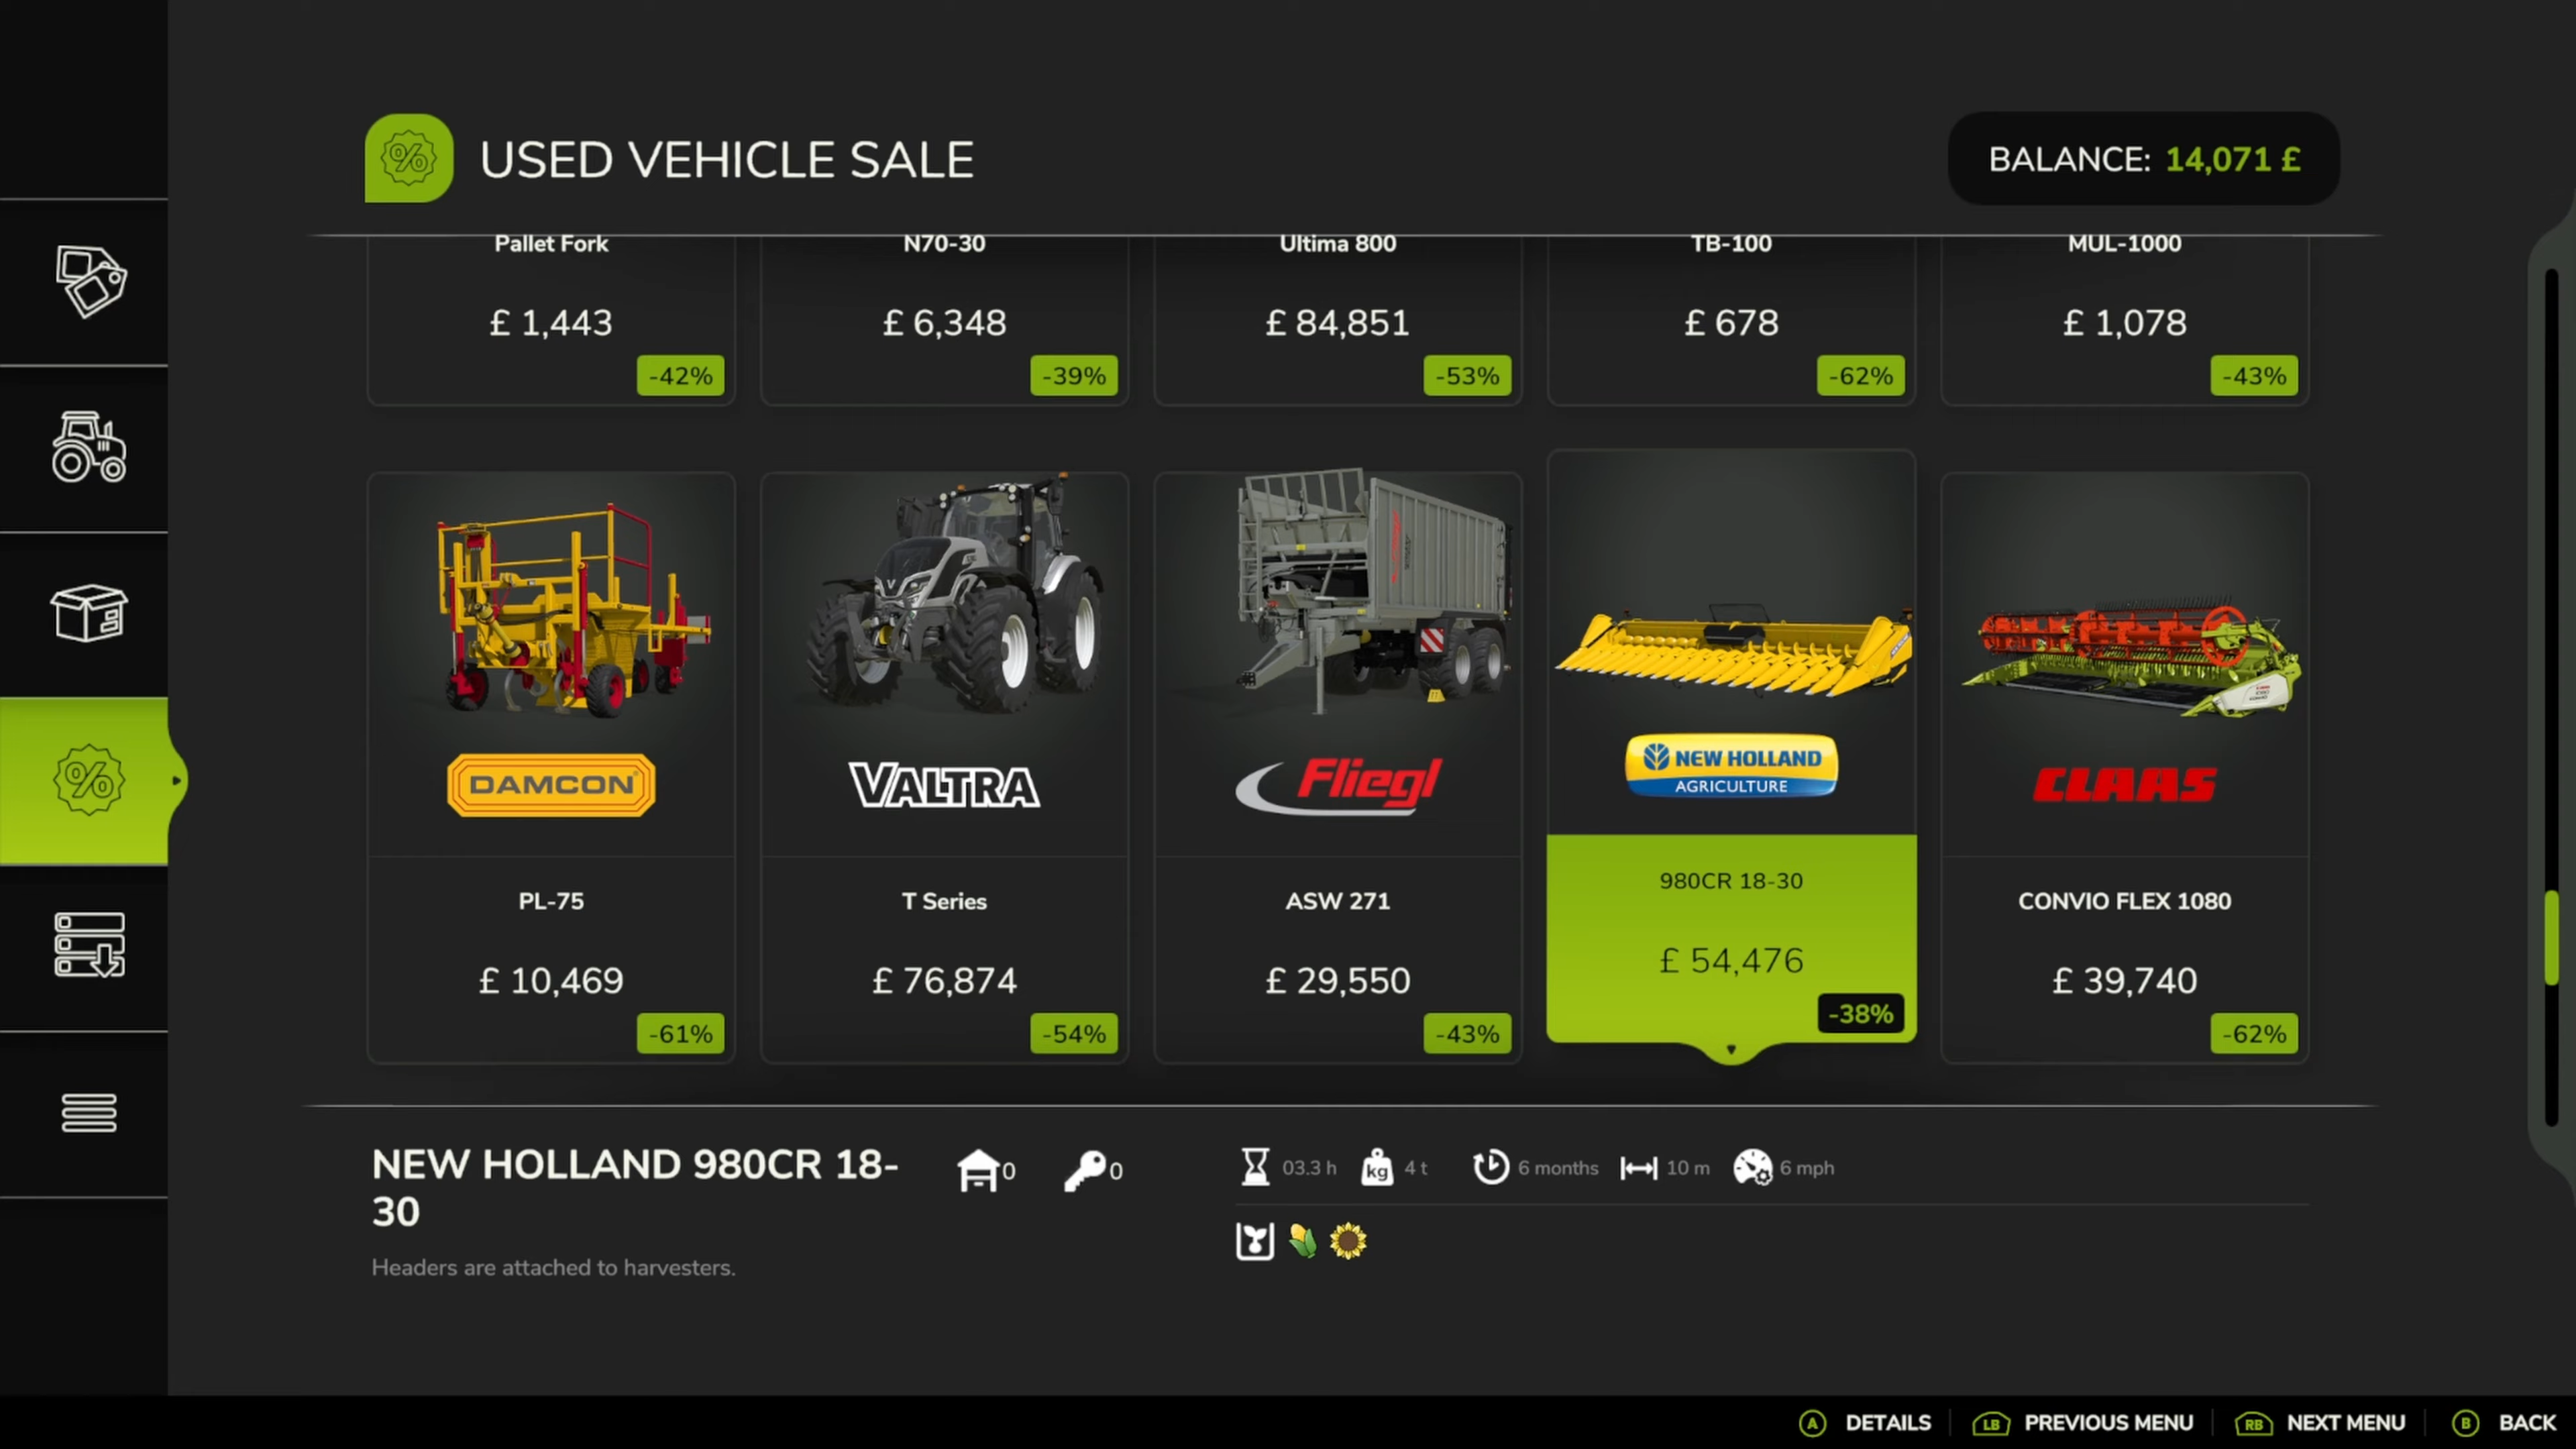 USED VEHICLE SALE
BALANCE: 14,071 £
Pallet Fork
£ 1,443
-42%
N70-30
£ 6,348
-39%
Ultima 800
£ 84,851
-53%
TB-100
£ 678
-62%
MUL-1000
£ 1,078
-43%
DAMCON
PL-75
£ 10,469
-61%
VALTRA
T Series
£ 76,874
-54%
Fliegl
ASW 271
£ 29,550
-43%
NEW HOLLAND
AGRICULTURE
980CR 18-30
£ 54,476
-38%
CLAAS
CONVIO FLEX 1080
£ 39,740
-62%
NEW HOLLAND 980CR 18-
30
Headers are attached to harvesters.
0
0
03.3 h
kg 4 t
6 months
10 m
6 mph
A DETAILS
LB PREVIOUS MENU
RB NEXT MENU
B BACK